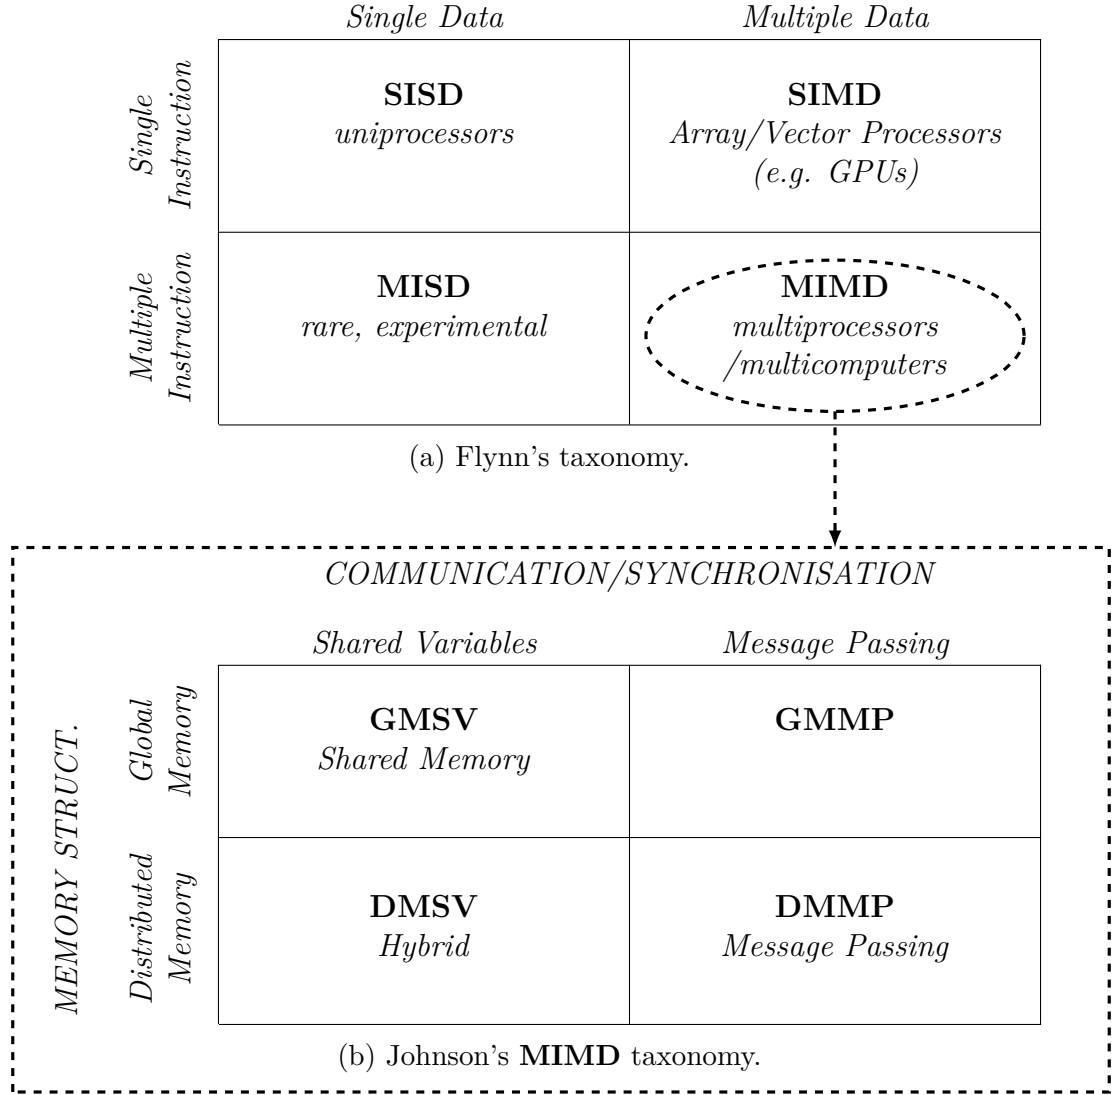 Single Data
Multiple Data
Single
Instruction
SISD
uniprocessors
SIMD
Array/Vector Processors
(e.g. GPUs)
Multiple
Instruction
MISD
rare, experimental
MIMD
multiprocessors
/multicomputers
(a) Flynn's taxonomy.
COMMUNICATION/SYNCHRONISATION
Shared Variables
Message Passing
MEMORY STRUCT.
Global
Memory
GMSV
Shared Memory
GMMP
Distributed
Memory
DMSV
Hybrid
DMMP
Message Passing
(b) Johnson's MIMD taxonomy.